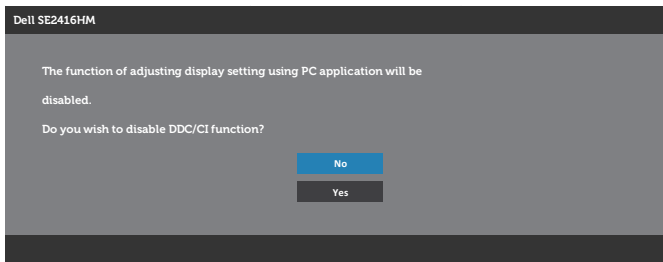 Dell SE2416HM
The function of adjusting display setting using PC application will be
disabled.
Do you wish to disable DDC/CI function?
No
Yes